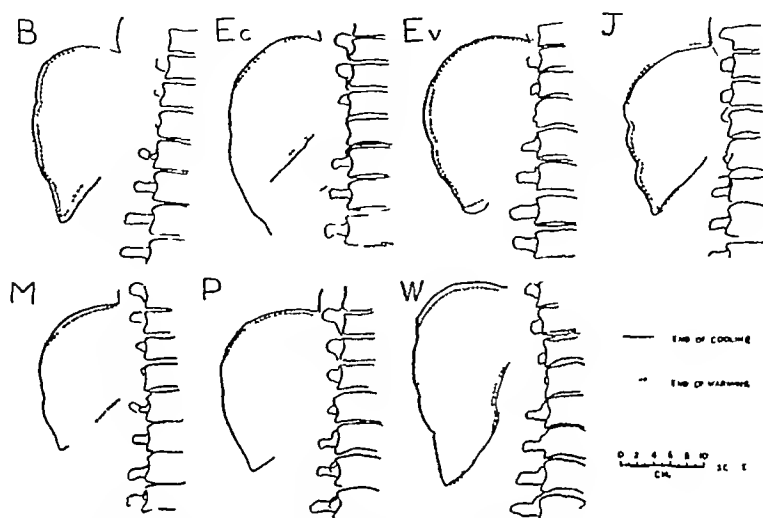 B
Ec
Ev
J
M
P
W
END OF COOLING
END OF WARMING
0 2 4 6 8 10
CM.